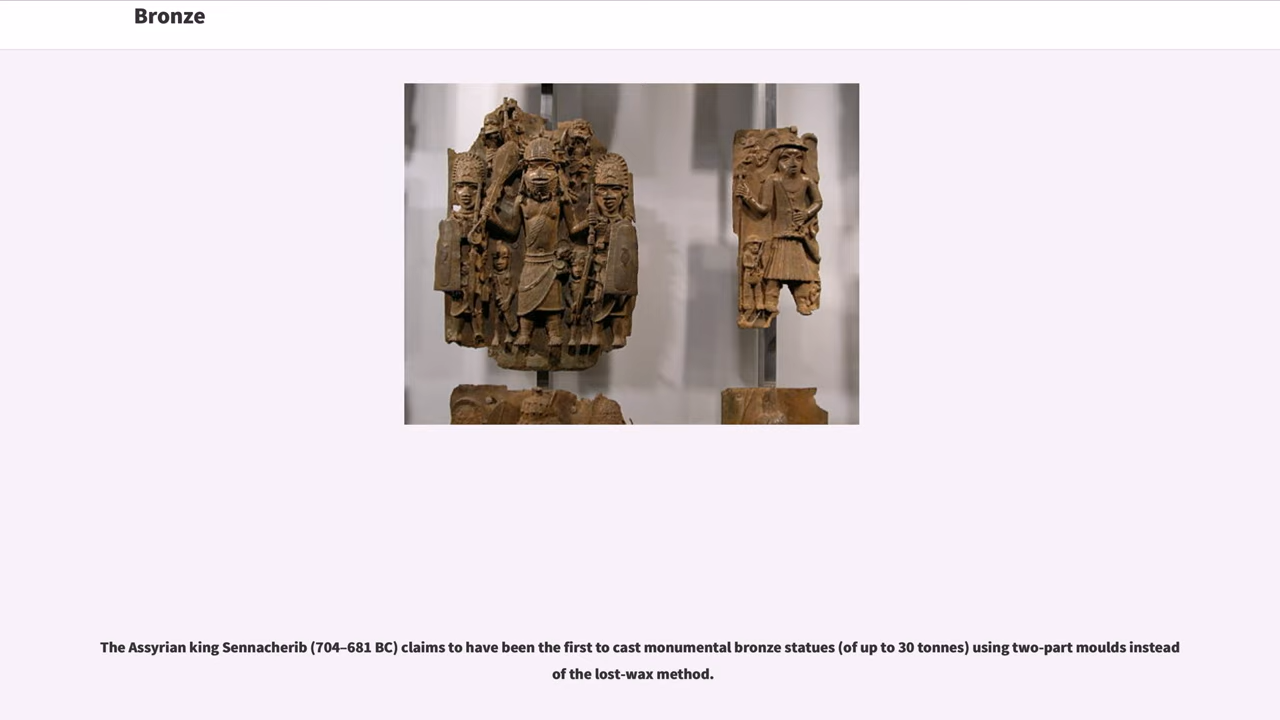 Bronze
The Assyrian king Sennacherib (704–681 BC) claims to have been the first to cast monumental bronze statues (of up to 30 tonnes) using two-part moulds instead
of the lost-wax method.